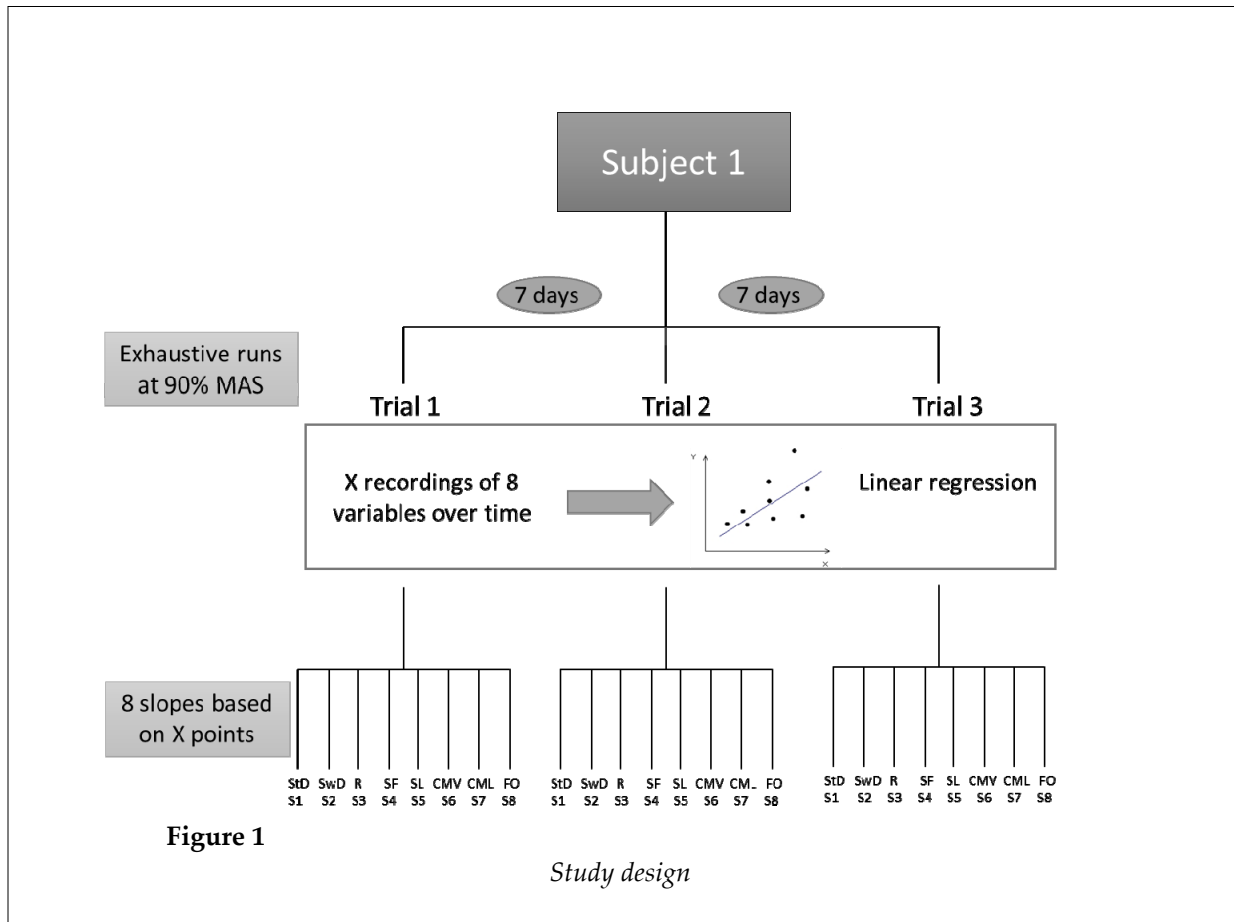 Subject 1
7 days
7 days
Exhaustive runs
at 90% MAS
Trial 1
Trial 2
Trial 3
X recordings of 8
variables over time
Y
X
Linear regression
8 slopes based
on X points
StD SwD R SF SL CMV CML FO
S1 S2 S3 S4 S5 S6 S7 S8
StD SwD R SF SL CMV CM_ FO
S1 S2 S3 S4 S5 S6 S7 S8
StD SwD R SF SL CMV CML FO
S1 S2 S3 S4 S5 S6 S7 S8
Figure 1
Study design